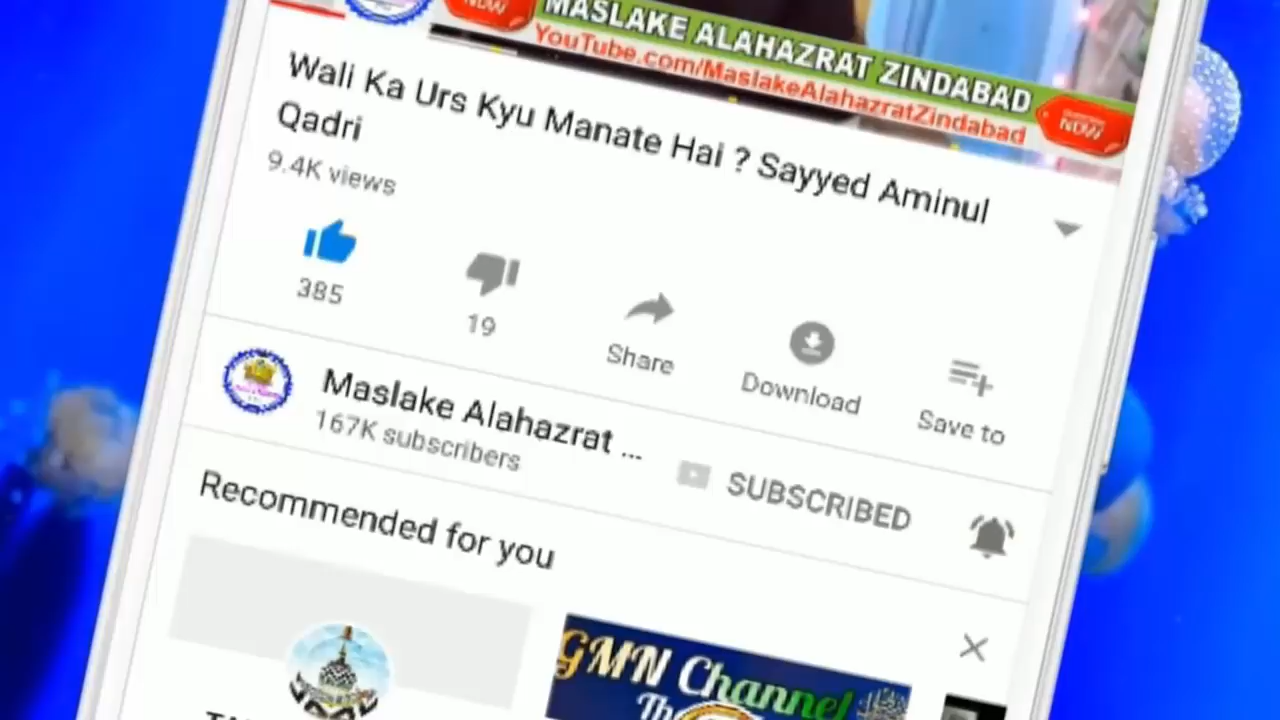 NOW
MASLAKE ALAHAZRAT ZINDABAD
YouTube.com/MaslakeAlahazratZindabad
NOW
Wali Ka Urs Kyu Manate Hai ? Sayyed Aminul
Qadri
9.4K views
385
19
Share
Download
Save to
Maslake Alahazrat ...
167K subscribers
SUBSCRIBED
Recommended for you
GMN Channel